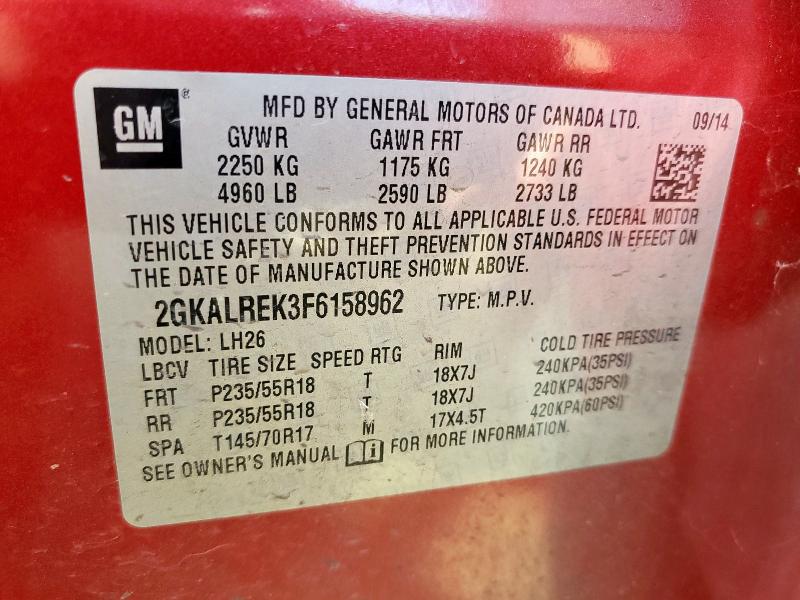 GM ®
MFD BY GENERAL MOTORS OF CANADA LTD. 09/14
GVWR GAWR FRT GAWR RR
2250 KG 1175 KG 1240 KG
4960 LB 2590 LB 2733 LB
THIS VEHICLE CONFORMS TO ALL APPLICABLE U.S. FEDERAL MOTOR
VEHICLE SAFETY AND THEFT PREVENTION STANDARDS IN EFFECT ON
THE DATE OF MANUFACTURE SHOWN ABOVE.
2GKALREK3F6158962 TYPE: M.P.V.
MODEL: LH26
LBCV TIRE SIZE SPEED RTG RIM COLD TIRE PRESSURE
FRT P235/55R18 T 18X7J 240KPA(35PSI)
RR P235/55R18 T 18X7J 240KPA(35PSI)
SPA T145/70R17 M 17X4.5T 420KPA(60PSI)
SEE OWNER'S MANUAL i FOR MORE INFORMATION.